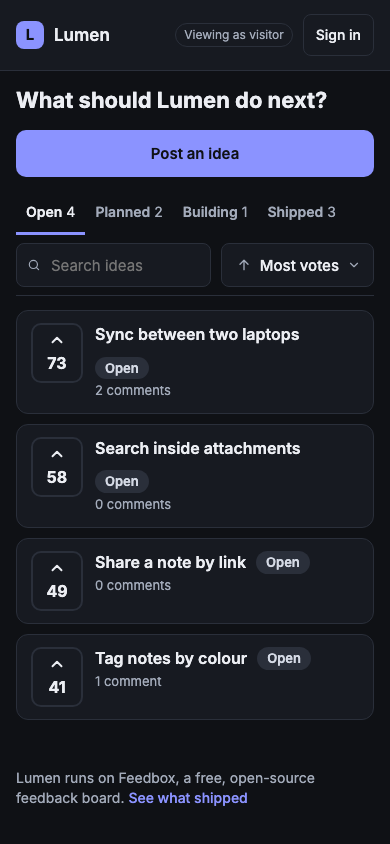 L Lumen Viewing as visitor Sign in
What should Lumen do next?
Post an idea
Open 4 Planned 2 Building 1 Shipped 3
Search ideas Most votes
Sync between two laptops
73
Open
2 comments
Search inside attachments
58
Open
0 comments
Share a note by link Open
49
0 comments
Tag notes by colour Open
41
1 comment
Lumen runs on Feedbox, a free, open-source
feedback board. See what shipped